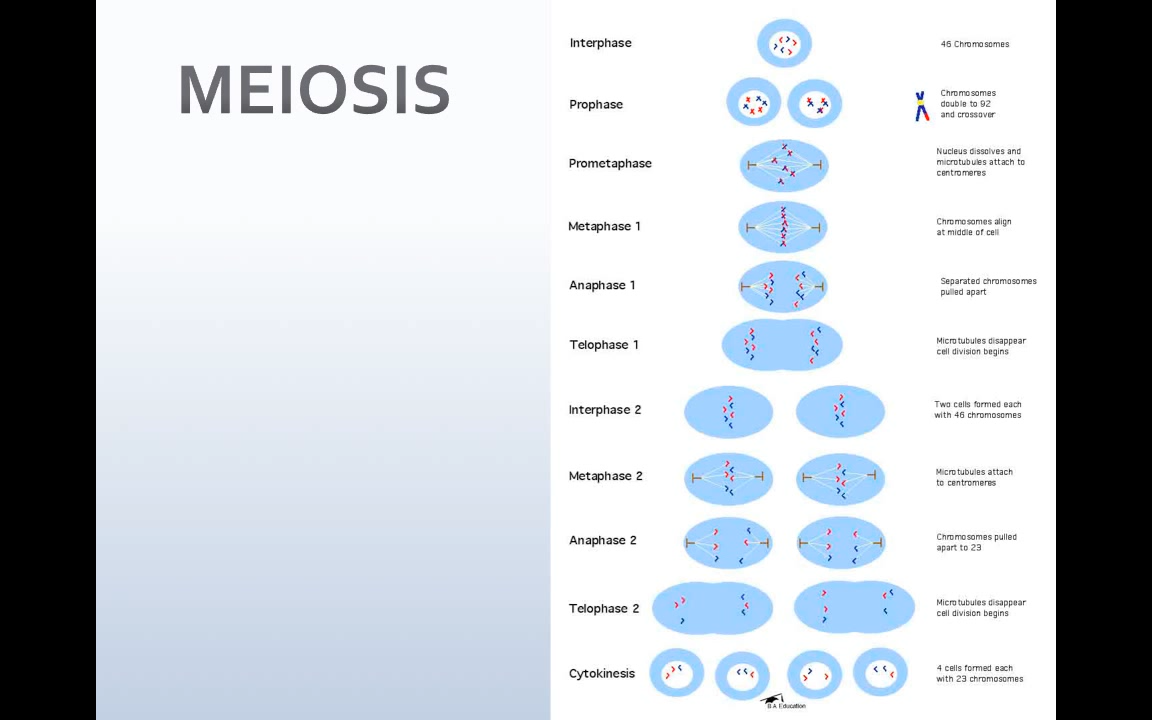 MEIOSIS
Interphase
46 Chromosomes
Prophase
Chromosomes
double to 92
and crossover
Prometaphase
Nucleus dissolves and
microtubules attach to
centromeres
Metaphase 1
Chromosomes align
at middle of cell
Anaphase 1
Separated chromosomes
pulled apart
Telophase 1
Microtubules disappear
cell division begins
Interphase 2
Two cells formed each
with 46 chromosomes
Metaphase 2
Microtubules attach
to centromeres
Anaphase 2
Chromosomes pulled
apart to 23
Telophase 2
Microtubules disappear
cell division begins
Cytokinesis
4 cells formed each
with 23 chromosomes
B.A Education